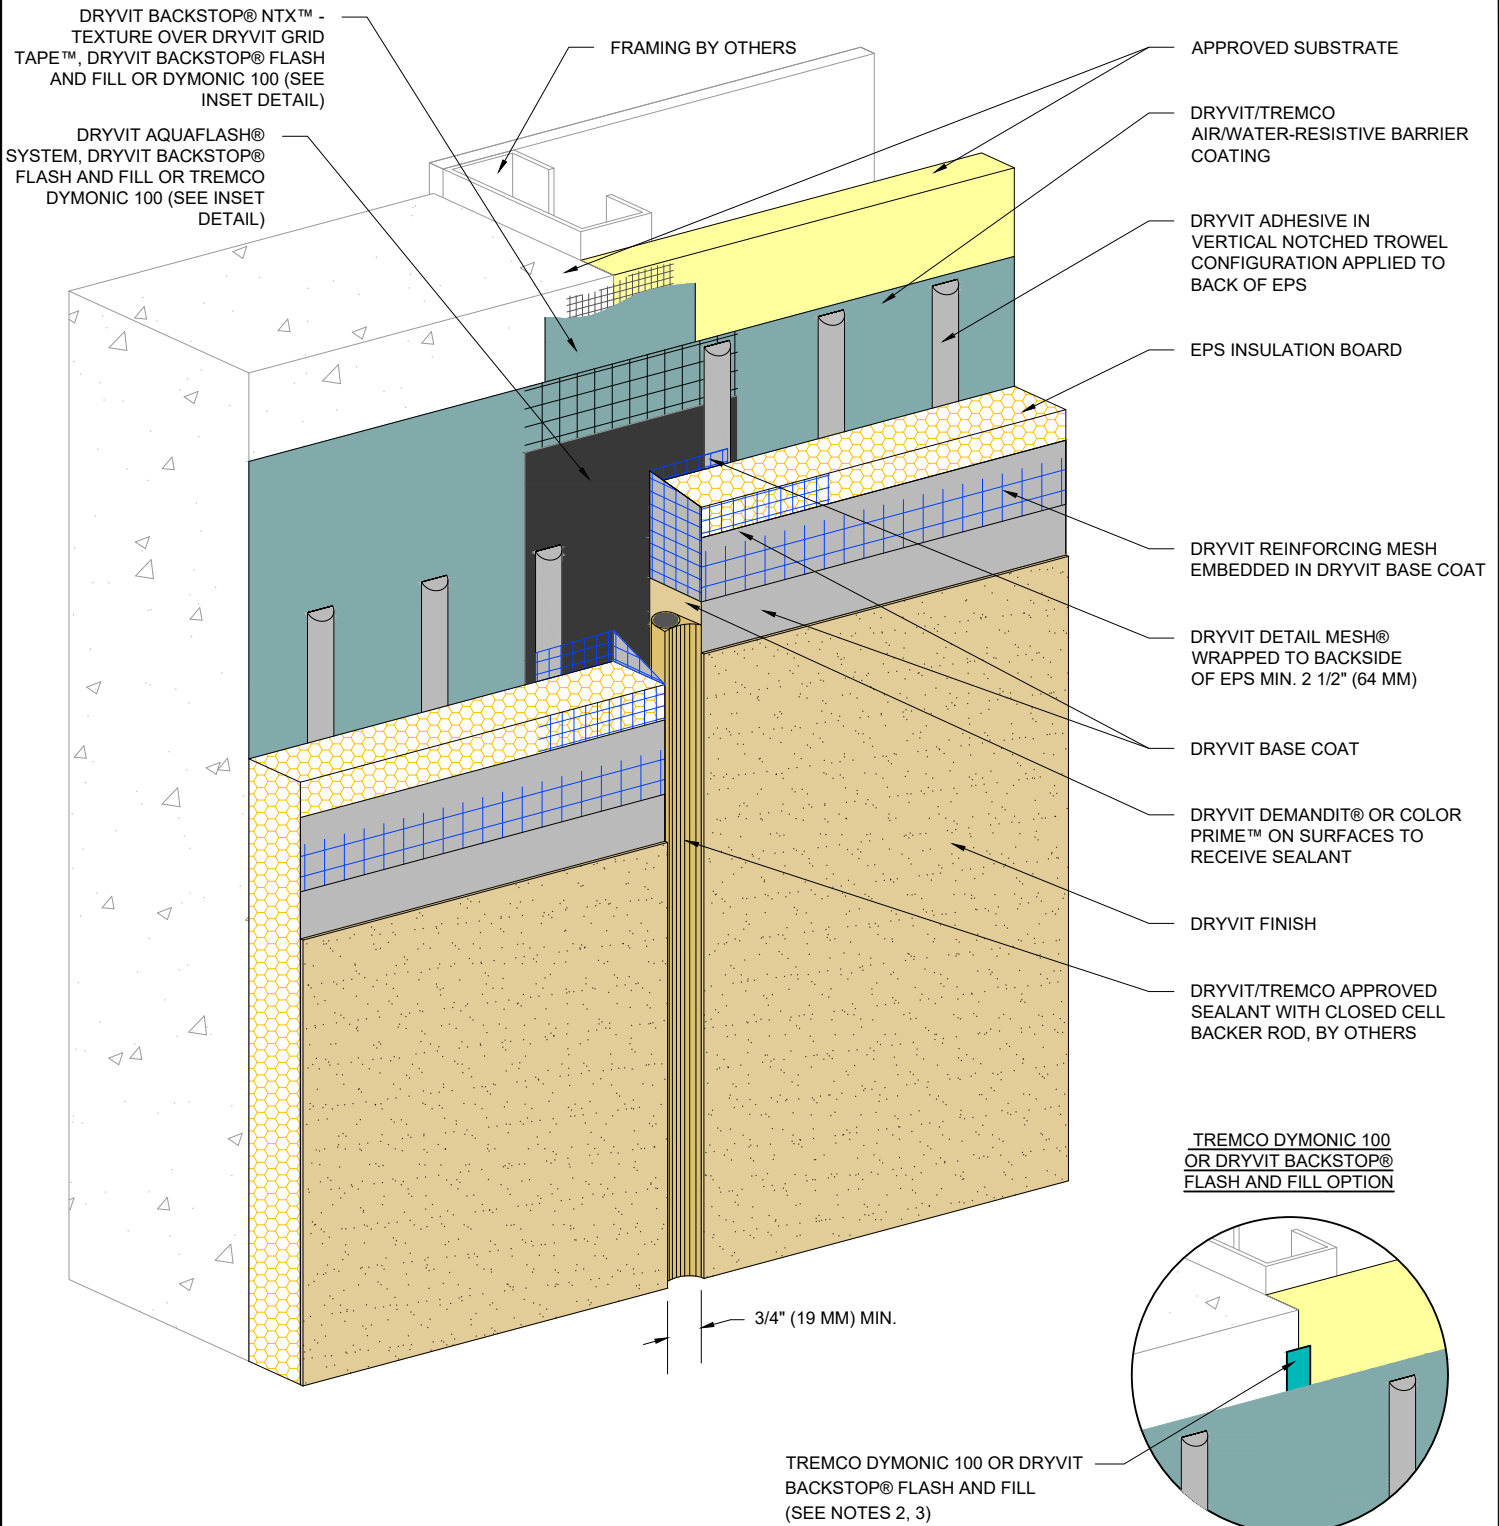 DRYVIT BACKSTOP® NTX™ -
TEXTURE OVER DRYVIT GRID
TAPE™, DRYVIT BACKSTOP® FLASH
AND FILL OR DYMONIC 100 (SEE
INSET DETAIL)
DRYVIT AQUAFLASH®
SYSTEM, DRYVIT BACKSTOP®
FLASH AND FILL OR TREMCO
DYMONIC 100 (SEE INSET
DETAIL)
FRAMING BY OTHERS
APPROVED SUBSTRATE
DRYVIT/TREMCO
AIR/WATER-RESISTIVE BARRIER
COATING
DRYVIT ADHESIVE IN
VERTICAL NOTCHED TROWEL
CONFIGURATION APPLIED TO
BACK OF EPS
EPS INSULATION BOARD
DRYVIT REINFORCING MESH
EMBEDDED IN DRYVIT BASE COAT
DRYVIT DETAIL MESH®
WRAPPED TO BACKSIDE
OF EPS MIN. 2 1/2" (64 MM)
DRYVIT BASE COAT
DRYVIT DEMANDIT® OR COLOR
PRIME™ ON SURFACES TO
RECEIVE SEALANT
DRYVIT FINISH
DRYVIT/TREMCO APPROVED
SEALANT WITH CLOSED CELL
BACKER ROD, BY OTHERS
TREMCO DYMONIC 100
OR DRYVIT BACKSTOP®
FLASH AND FILL OPTION
3/4" (19 MM) MIN.
TREMCO DYMONIC 100 OR DRYVIT
BACKSTOP® FLASH AND FILL
(SEE NOTES 2, 3)